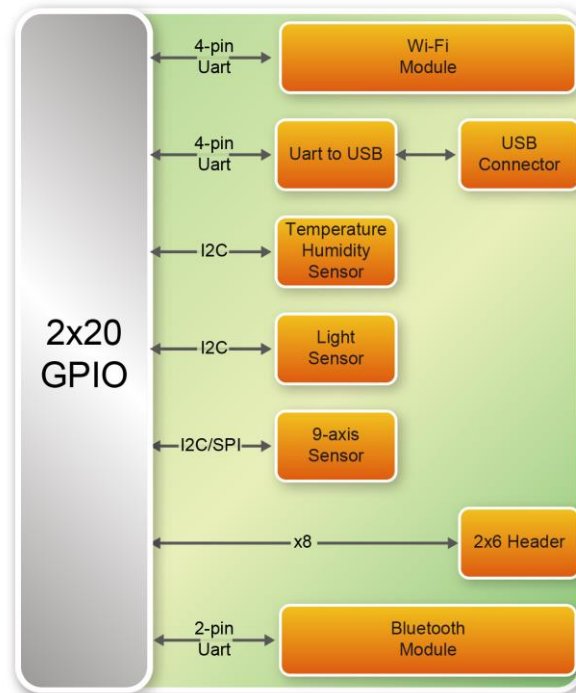 2x20
GPIO
4-pin
Uart
Wi-Fi
Module
4-pin
Uart
Uart to USB
USB
Connector
I2C
Temperature
Humidity
Sensor
I2C
Light
Sensor
I2C/SPI
9-axis
Sensor
x8
2x6 Header
2-pin
Uart
Bluetooth
Module